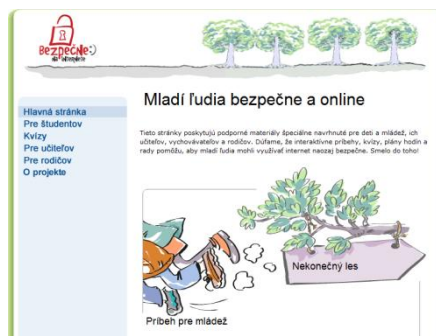 Bezpečne:)
na internete
Mladí ľudia bezpečne a online
Hlavná stránka
Pre študentov
Kvízy
Pre učiteľov
Pre rodičov
O projekte
Tieto stránky poskytujú podporné materiály špeciálne navrhnuté pre deti a mládež, ich
učiteľov, vychovávateľov a rodičov. Dúfame, že interaktívne príbehy, kvízy, plány hodín a
rady pomôžu, aby mladí ľudia mohli využívať internet naozaj bezpečne. Smelo do toho!
Nekonečný les
Príbeh pre mládež